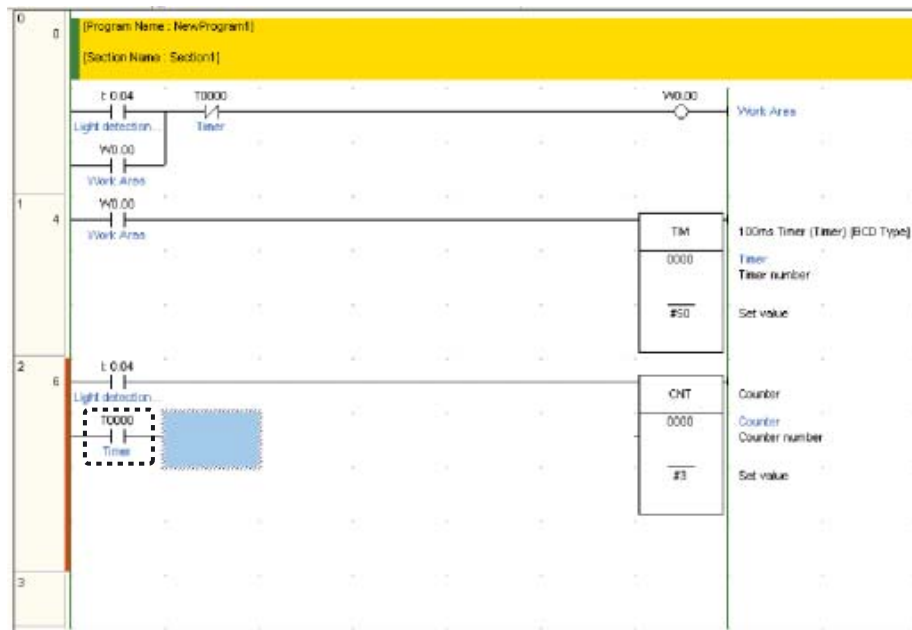 0
0
[Program Name : NewProgram1]
[Section Name : Section1]
I: 0.04
T0000
W0.00
Light detection...
Timer
Work Area
W0.00
Work Area
1
4
W0.00
Work Area
TIM
100ms Timer (Timer) [BCD Type]
0000
Timer
Timer number
#50
Set value
2
6
I: 0.04
Light detection...
CNT
Counter
T0000
Timer
0000
Counter
Counter number
#3
Set value
3